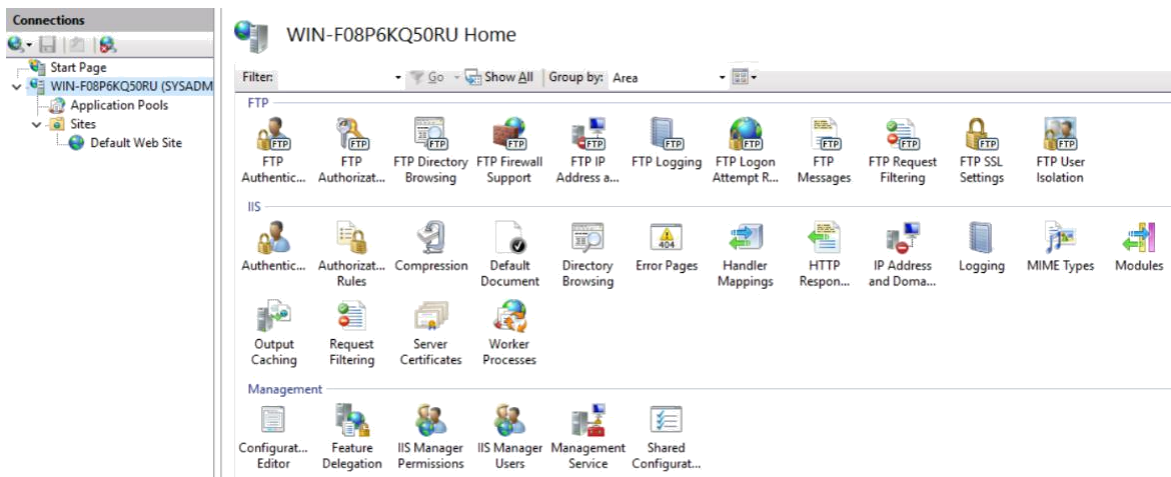 Connections
WIN-F08P6KQ50RU Home
Start Page
WIN-F08P6KQ50RU (SYSADM
Application Pools
Sites
Default Web Site
Filter:
Go
Show All
Group by: Area
FTP
FTP FTP FTP FTP FTP FTP FTP FTP FTP FTP FTP
FTP Authentic...
FTP Authorizat...
FTP Directory Browsing
FTP Firewall Support
FTP IP Address a...
FTP Logging
FTP Logon Attempt R...
FTP Messages
FTP Request Filtering
FTP SSL Settings
FTP User Isolation
IIS
404
Authentic...
Authorizat... Rules
Compression
Default Document
Directory Browsing
Error Pages
Handler Mappings
HTTP Respon...
IP Address and Doma...
Logging
MIME Types
Modules
Output Caching
Request Filtering
Server Certificates
Worker Processes
Management
Configurat... Editor
Feature Delegation
IIS Manager Permissions
IIS Manager Users
Management Service
Shared Configurat...